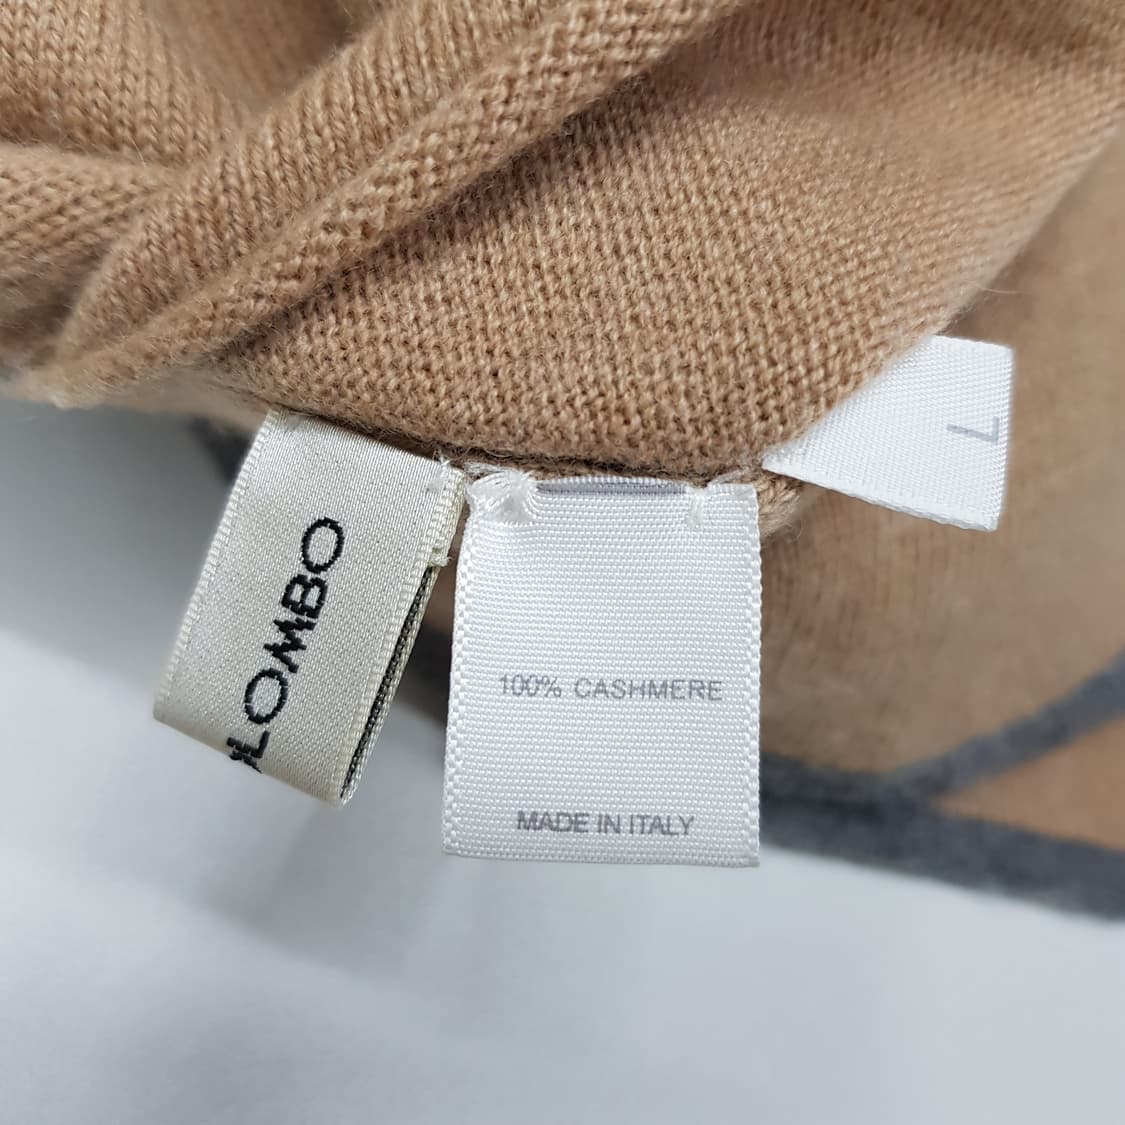 LOMBO
100% CASHMERE
MADE IN ITALY
L